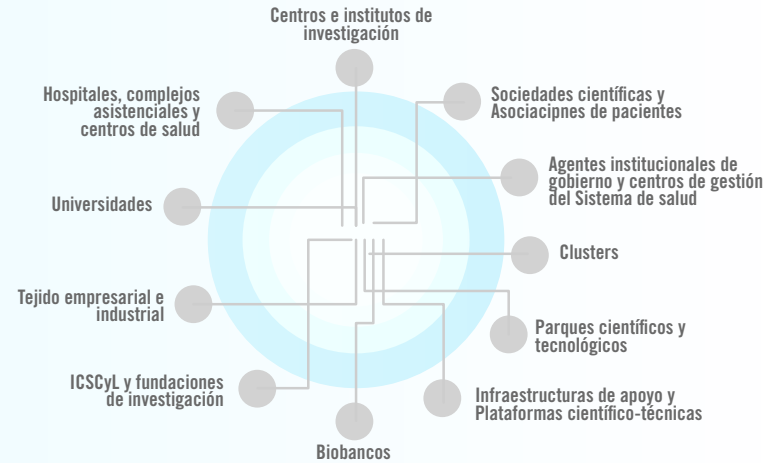 Centros e institutos de
investigación
Hospitales, complejos
asistenciales y
centros de salud
Sociedades científicas y
Asociacipnes de pacientes
Agentes institucionales de
gobierno y centros de gestión
del Sistema de salud
Universidades
Clusters
Tejido empresarial e
industrial
Parques científicos y
tecnológicos
ICSCyL y fundaciones
de investigación
Infraestructuras de apoyo y
Plataformas científico-técnicas
Biobancos